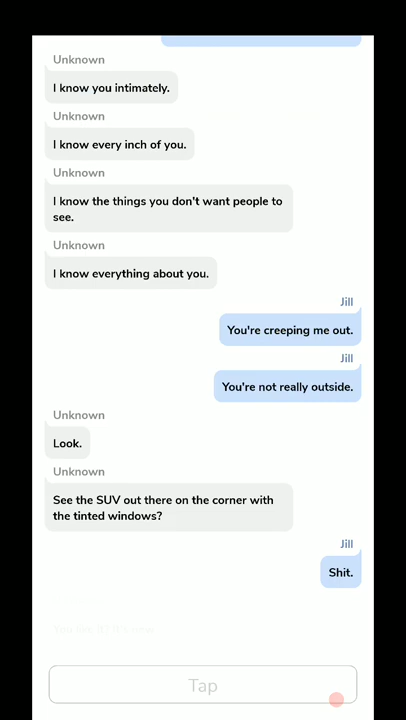 Unknown
I know you intimately.
Unknown
I know every inch of you.
Unknown
I know the things you don't want people to
see.
Unknown
I know everything about you.
Jill
You're creeping me out.
Jill
You're not really outside.
Unknown
Look.
Unknown
See the SUV out there on the corner with
the tinted windows?
Jill
Shit.
Tap